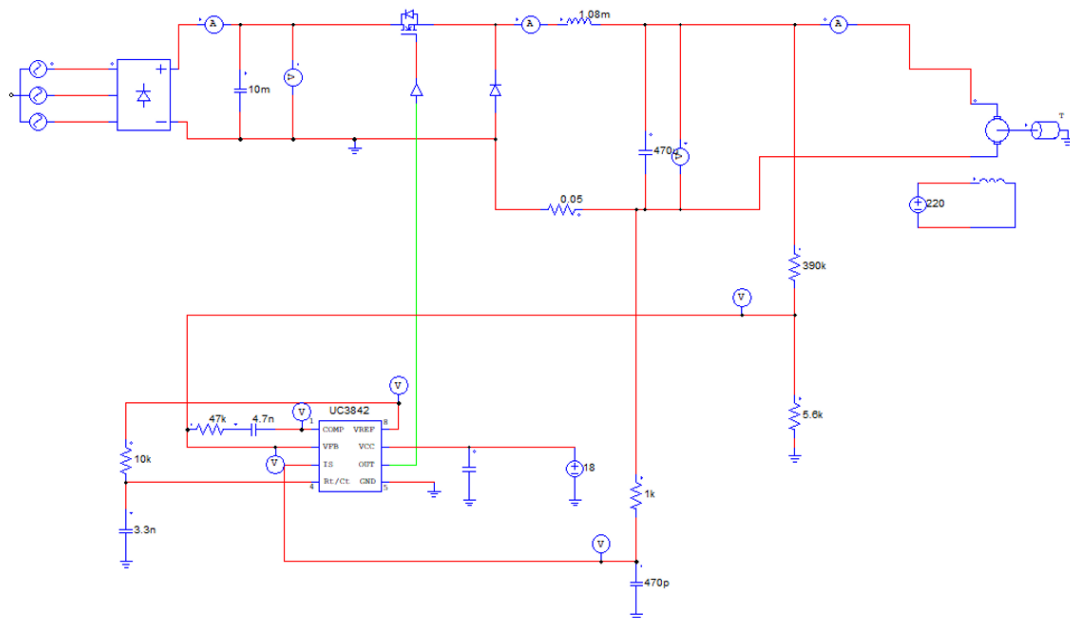 A
A
1.08m
A
10m
V
470u
V
T
0.05
220
390k
V
V
UC3842
V
47k
4.7n
1
COMP
VREF
8
VFB
VCC
V
IS
OUT
18
4
Rt/Ct
GND
5
10k
5.6k
1k
3.3n
V
470p